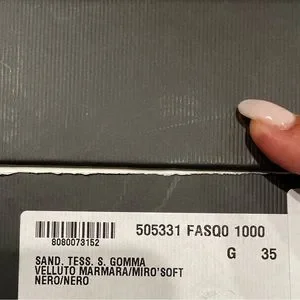 505331 FASQ0 1000
8080073152
G 35
SAND. TESS. S. GOMMA
VELLUTO MARMARA/MIRO'SOFT
NERO/NERO